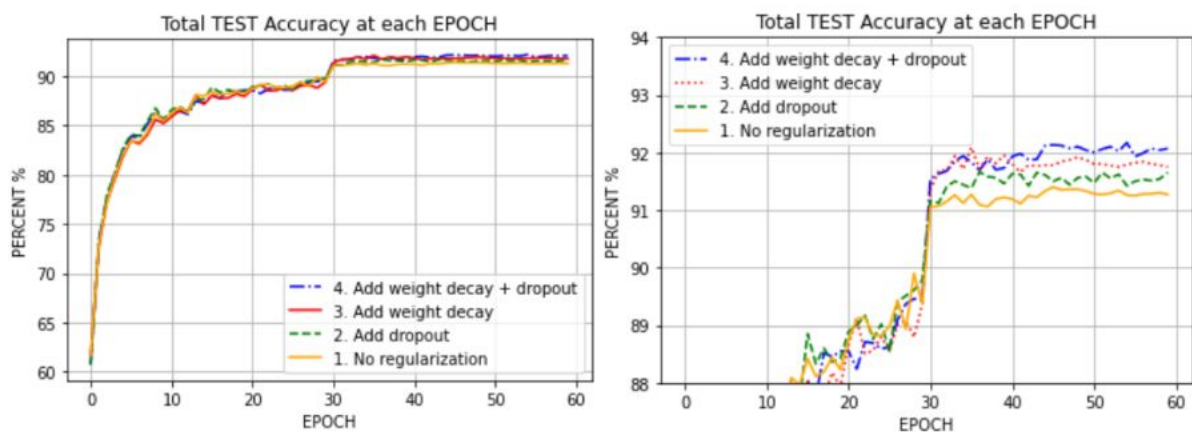 Total TEST Accuracy at each EPOCH
PERCENT %
90
85
80
75
70
65
60
4. Add weight decay + dropout
3. Add weight decay
2. Add dropout
1. No regularization
0 10 20 30 40 50 60
EPOCH
Total TEST Accuracy at each EPOCH
PERCENT %
94
93
92
91
90
89
88
4. Add weight decay + dropout
3. Add weight decay
2. Add dropout
1. No regularization
0 10 20 30 40 50 60
EPOCH